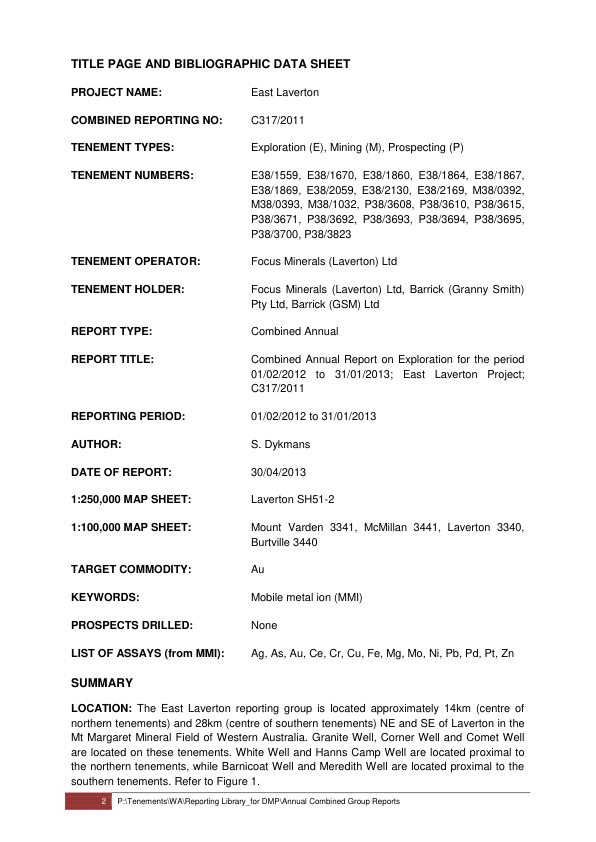 TITLE PAGE AND BIBLIOGRAPHIC DATA SHEET
PROJECT NAME: East Laverton
COMBINED REPORTING NO: C317/2011
TENEMENT TYPES: Exploration (E), Mining (M), Prospecting (P)
TENEMENT NUMBERS: E38/1559, E38/1670, E38/1860, E38/1864, E38/1867,
E38/1869, E38/2059, E38/2130, E38/2169, M38/0392,
M38/0393, M38/1032, P38/3608, P38/3610, P38/3615,
P38/3671, P38/3692, P38/3693, P38/3694, P38/3695,
P38/3700, P38/3823
TENEMENT OPERATOR: Focus Minerals (Laverton) Ltd
TENEMENT HOLDER: Focus Minerals (Laverton) Ltd, Barrick (Granny Smith)
Pty Ltd, Barrick (GSM) Ltd
REPORT TYPE: Combined Annual
REPORT TITLE: Combined Annual Report on Exploration for the period
01/02/2012 to 31/01/2013; East Laverton Project;
C317/2011
REPORTING PERIOD: 01/02/2012 to 31/01/2013
AUTHOR: S. Dykmans
DATE OF REPORT: 30/04/2013
1:250,000 MAP SHEET: Laverton SH51-2
1:100,000 MAP SHEET: Mount Varden 3341, McMillan 3441, Laverton 3340,
Burtville 3440
TARGET COMMODITY: Au
KEYWORDS: Mobile metal ion (MMI)
PROSPECTS DRILLED: None
LIST OF ASSAYS (from MMI): Ag, As, Au, Ce, Cr, Cu, Fe, Mg, Mo, Ni, Pb, Pd, Pt, Zn
SUMMARY
LOCATION: The East Laverton reporting group is located approximately 14km (centre of
northern tenements) and 28km (centre of southern tenements) NE and SE of Laverton in the
Mt Margaret Mineral Field of Western Australia. Granite Well, Corner Well and Comet Well
are located on these tenements. White Well and Hanns Camp Well are located proximal to
the northern tenements, while Barnicoat Well and Meredith Well are located proximal to the
southern tenements. Refer to Figure 1.
2 P:\Tenements\WA\Reporting Library_for DMP\Annual Combined Group Reports